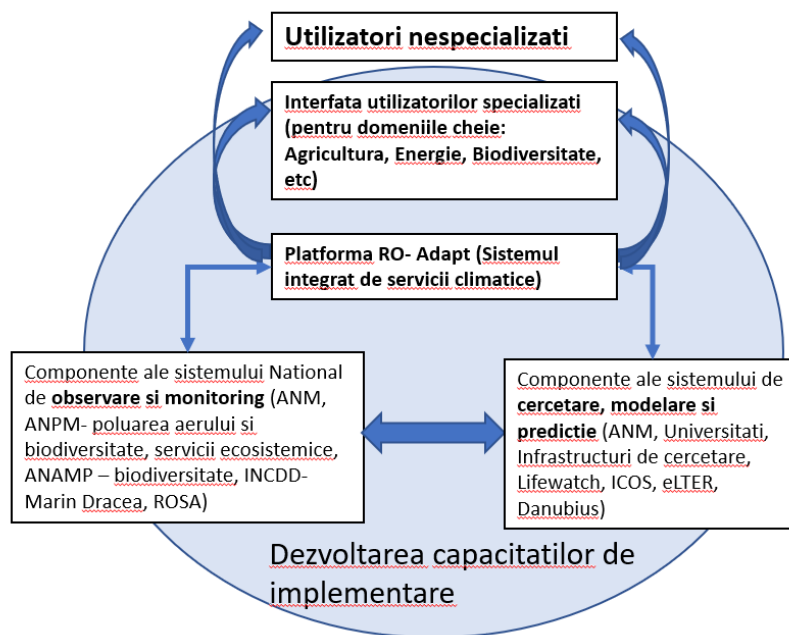 Utilizatori nespecializati
Interfata utilizatorilor specializati
(pentru domeniile cheie:
Agricultura, Energie, Biodiversitate,
etc)
Platforma RO- Adapt (Sistemul
integrat de servicii climatice)
Componente ale sistemului National
de observare si monitoring (ANM,
ANPM- poluarea aerului si
biodiversitate, servicii ecosistemice,
ANAMP – biodiversitate, INCDD-
Marin Dracea, ROSA)
Componente ale sistemului de
cercetare, modelare si
predictie (ANM, Universitati,
Infrastructuri de cercetare,
Lifewatch, ICOS, eLTER,
Danubius)
Dezvoltarea capacitatilor de
implementare